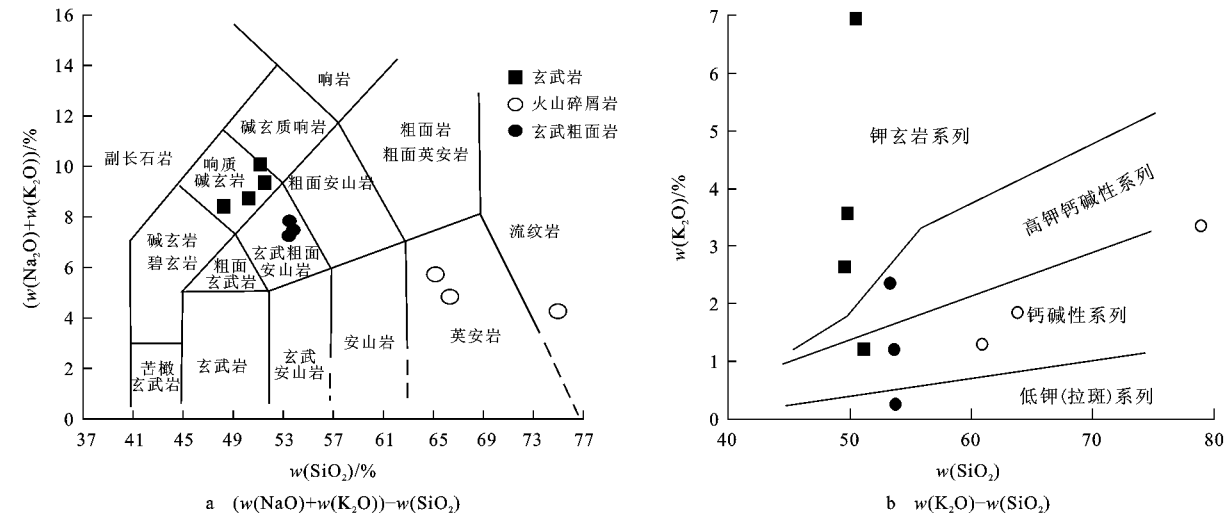 16
14
12
10
8
6
4
2
0
(w(Na₂O)+w(K₂O))/%
37 41 45 49 53 57 61 65 69 73 77
w(SiO₂)/%
响岩
碱玄质响岩
副长石岩
响质
碱玄岩
粗面安山岩
粗面岩
粗面英安岩
碱玄岩
碧玄岩
粗面
玄武岩
玄武粗面
安山岩
流纹岩
苦橄
玄武岩
玄武岩
玄武
安山岩
安山岩
英安岩
玄武岩
火山碎屑岩
玄武粗面岩
a (w(NaO)+w(K₂O))−w(SiO₂)
7
6
5
4
3
2
1
0
w(K₂O)/%
40 50 60 70 80
w(SiO₂)
钾玄岩系列
高钾钙碱性系列
钙碱性系列
低钾(拉斑)系列
b w(K₂O)−w(SiO₂)